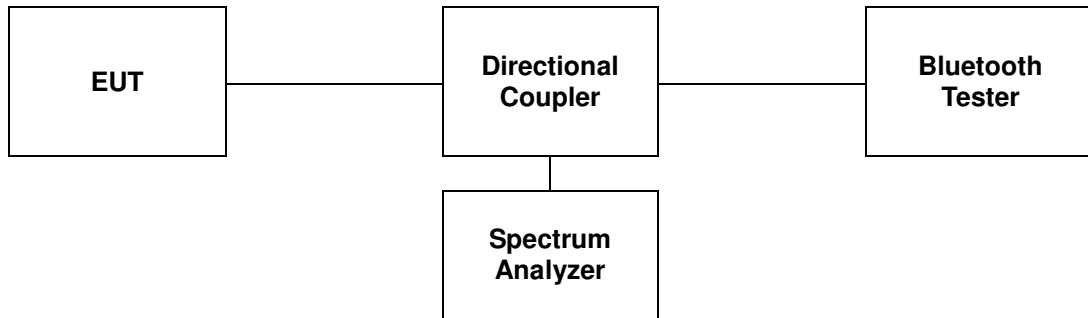 EUT
Directional
Coupler
Bluetooth
Tester
Spectrum
Analyzer